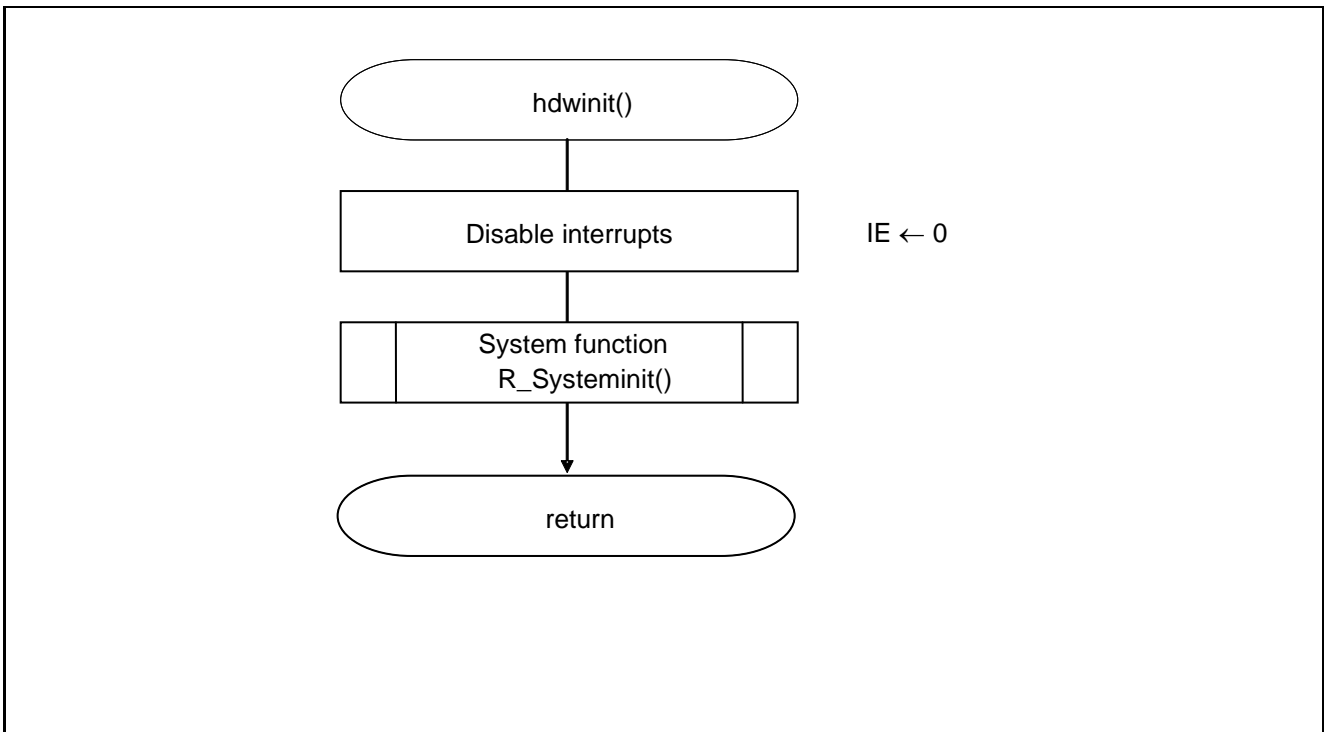 hdwinit()
Disable interrupts
IE ← 0
System function
R_Systeminit()
return